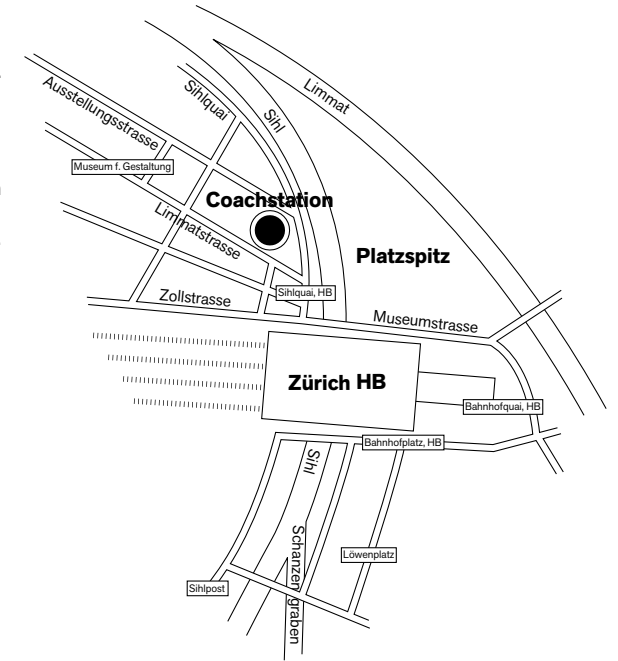 Limmat
Ausstellungsstrasse
Sihlquai
Sihl
Museum f. Gestaltung
Coachstation
Limmatstrasse
Platzspitz
Zollstrasse
Sihlquai, HB
Museumstrasse
Zürich HB
Bahnhofquai, HB
Bahnhofplatz, HB
Sihl
Schanzengraben
Löwenplatz
Sihlpost